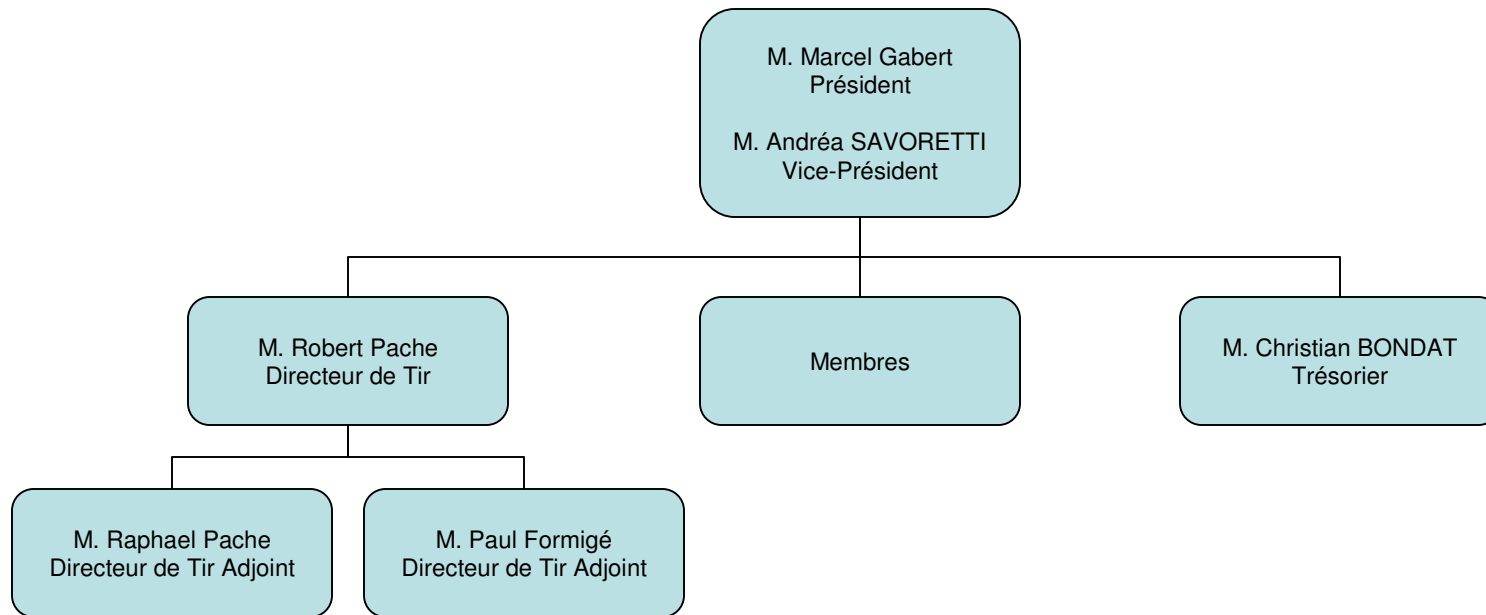 M. Marcel Gabert
Président
M. Andréa SAVORETTI
Vice-Président
M. Robert Pache
Directeur de Tir
Membres
M. Christian BONDAT
Trésorier
M. Raphael Pache
Directeur de Tir Adjoint
M. Paul Formigé
Directeur de Tir Adjoint